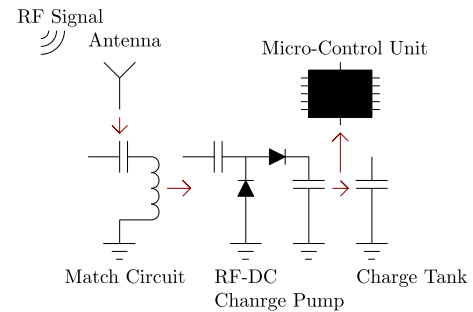 RF Signal
Antenna
Micro-Control Unit
Match Circuit
RF-DC
Chanrge Pump
Charge Tank